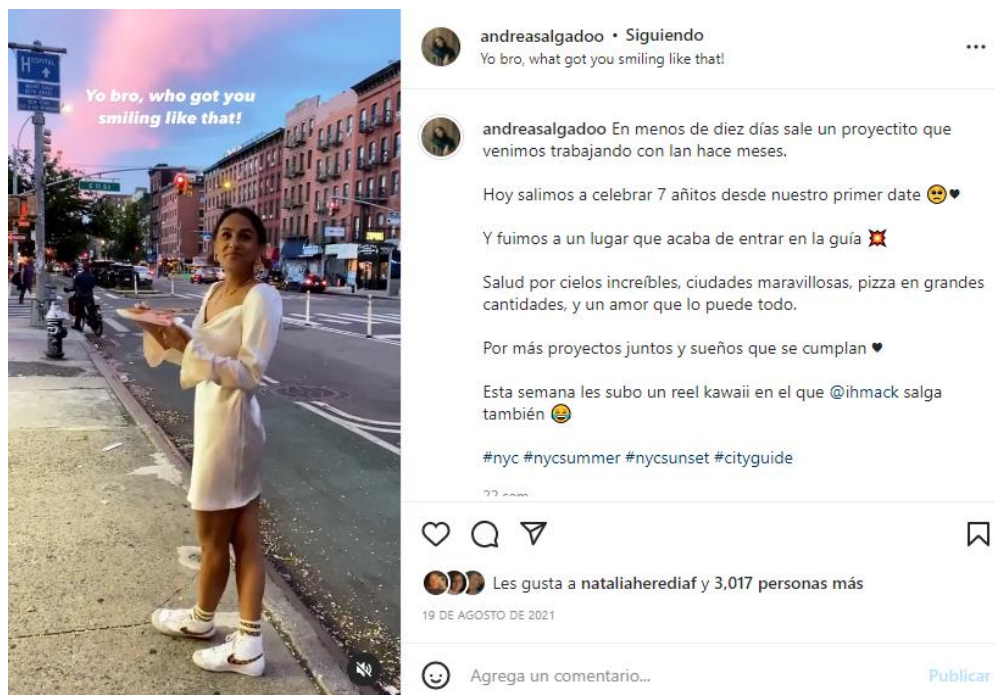 HOSPITAL
E 11 ST
Yo bro, who got you
smiling like that!
andreasalgadoo • Siguiendo
Yo bro, what got you smiling like that!
andreasalgadoo En menos de diez días sale un proyectito que
venimos trabajando con Ian hace meses.
Hoy salimos a celebrar 7 añitos desde nuestro primer date 🥺🖤
Y fuimos a un lugar que acaba de entrar en la guía 💥
Salud por cielos increíbles, ciudades maravillosas, pizza en grandes
cantidades, y un amor que lo puede todo.
Por más proyectos juntos y sueños que se cumplan 🖤
Esta semana les subo un reel kawaii en el que @ihmack salga
también 😂
#nyc #nycsummer #nycsunset #cityguide
22 sem
Les gusta a nataliaherediaf y 3,017 personas más
19 DE AGOSTO DE 2021
Agrega un comentario...
Publicar